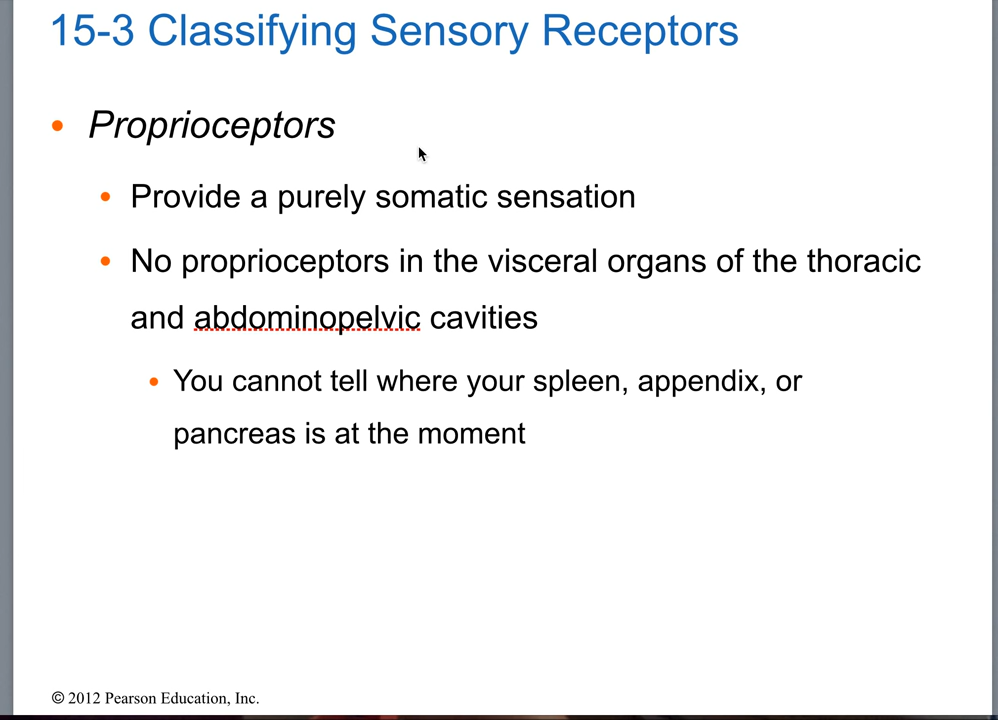 15-3 Classifying Sensory Receptors
• Proprioceptors
• Provide a purely somatic sensation
• No proprioceptors in the visceral organs of the thoracic
and abdominopelvic cavities
• You cannot tell where your spleen, appendix, or
pancreas is at the moment
© 2012 Pearson Education, Inc.